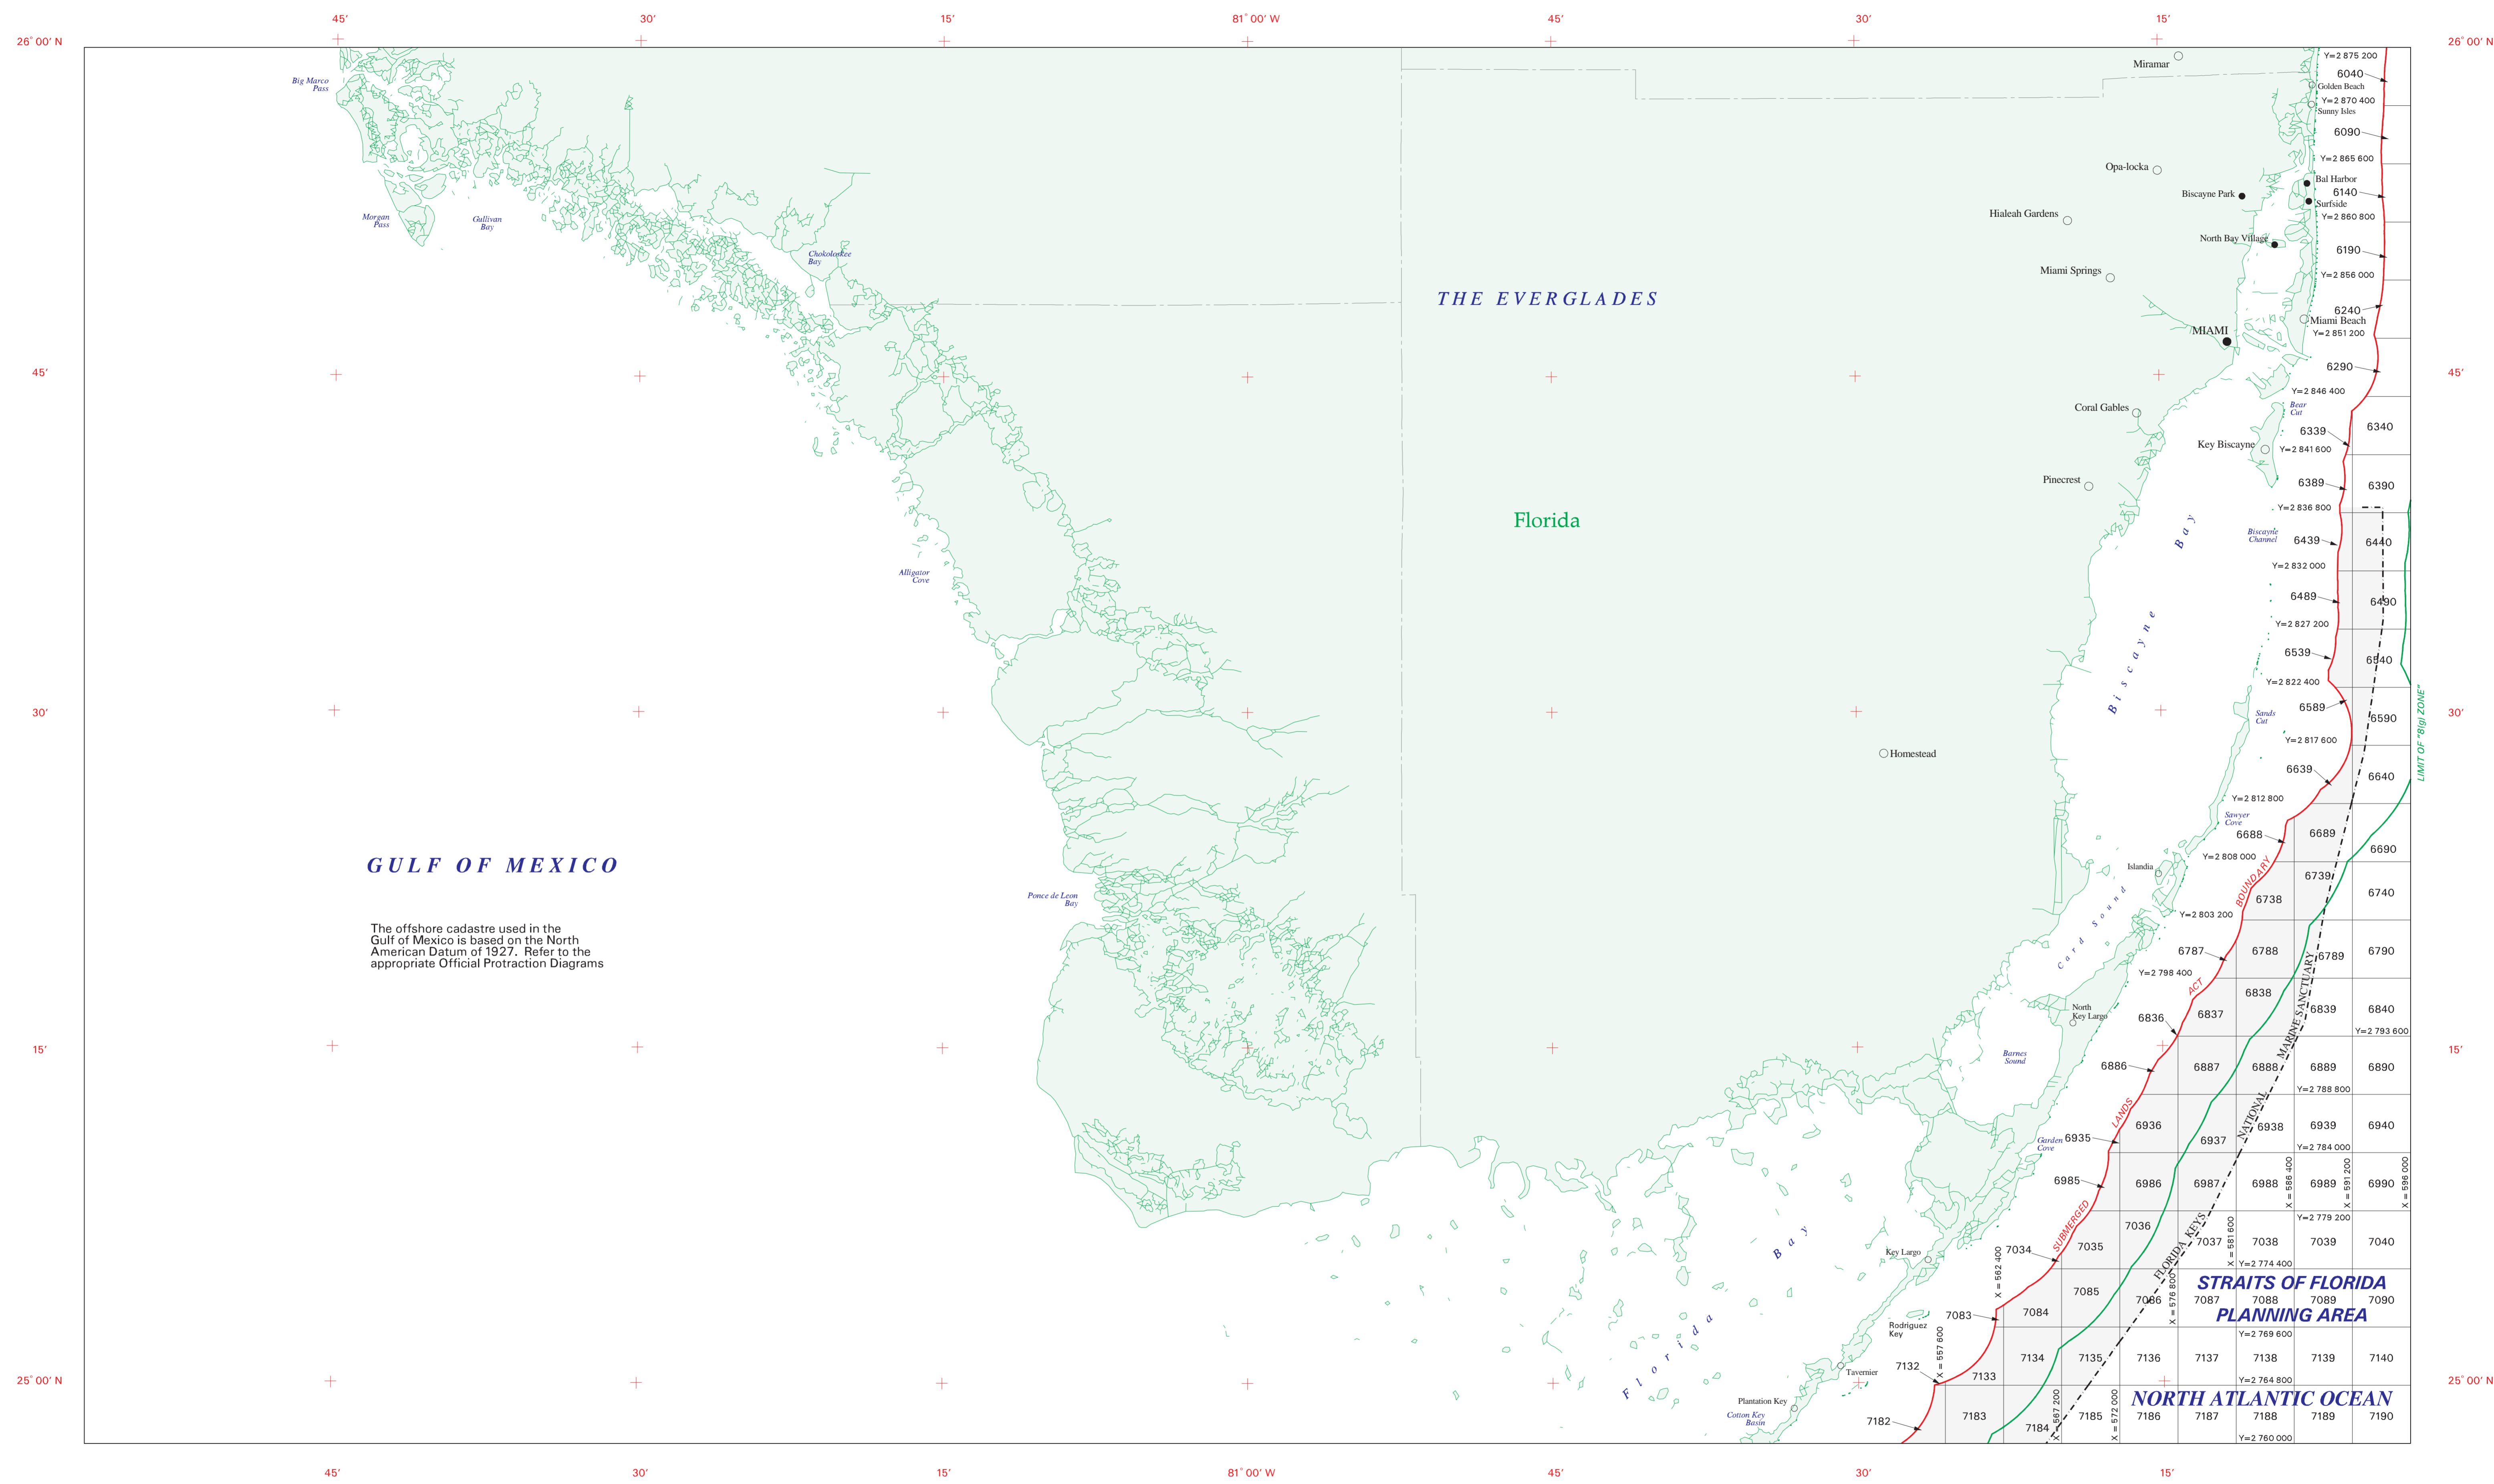 45' 30' 15' 81° 00' W 45' 30' 15'
26° 00' N 26° 00' N
Miramar
Y=2 875 200
6040
Big Marco
Pass
Golden Beach
Y=2 870 400
Sunny Isles
6090
Y=2 865 600
Opa-locka
Bal Harbor
6140
Biscayne Park
Surfside
Hialeah Gardens
Y=2 860 800
Morgan
Pass
Gullivan
Bay
North Bay Village
6190
Chokoloskee
Bay
Miami Springs
Y=2 856 000
THE EVERGLADES
6240
Miami Beach
MIAMI
Y=2 851 200
6290
45' 45'
Y=2 846 400
Bear
Cut
Coral Gables
6339
6340
Key Biscayne
Y=2 841 600
Pinecrest
6389
6390
Y=2 836 800
Florida
Biscayne
Channel
6439
6440
Y=2 832 000
Alligator
Cove
6489
6490
Y=2 827 200
Biscayne Bay
6539
6540
Y=2 822 400
6589
6590
30' 30'
Sands
Cut
LIMIT OF "8(g) ZONE"
Y=2 817 600
Homestead
6639
6640
Y=2 812 800
Sawyer
Cove
6688
6689
6690
GULF OF MEXICO
Y=2 808 000
Islandia
6738
6739
6740
Ponce de Leon
Bay
Card Sound
Y=2 803 200
The offshore cadastre used in the
Gulf of Mexico is based on the North
American Datum of 1927. Refer to the
appropriate Official Protraction Diagrams
6787
6788
6789
6790
Y=2 798 400
North
Key Largo
6836
6837
6838
6839
6840
Y=2 793 600
15' 15'
Barnes
Sound
6886
6887
6888
6889
6890
Y=2 788 800
SUBMERGED LANDS ACT BOUNDARY
FLORIDA KEYS NATIONAL MARINE SANCTUARY
Garden
Cove
6935
6936
6937
6938
6939
6940
Y=2 784 000
6985
6986
6987
6988
6989
6990
X = 586 400
X = 591 200
X = 596 000
Y=2 779 200
Key Largo
7034
7035
7036
7037
7038
7039
7040
X = 562 400
X = 581 600
Y=2 774 400
STRAITS OF FLORIDA
PLANNING AREA
7083
7084
7085
7086
7087
7088
7089
7090
X = 576 800
Rodriguez
Key
Florida Bay
Y=2 769 600
X = 557 600
7132
7133
7134
7135
7136
7137
7138
7139
7140
Tavernier
Y=2 764 800
25° 00' N 25° 00' N
NORTH ATLANTIC OCEAN
Plantation Key
Cotton Key
Basin
7182
7183
7184
7185
7186
7187
7188
7189
7190
X = 567 200
X = 572 000
Y=2 760 000
45' 30' 15' 81° 00' W 45' 30' 15'